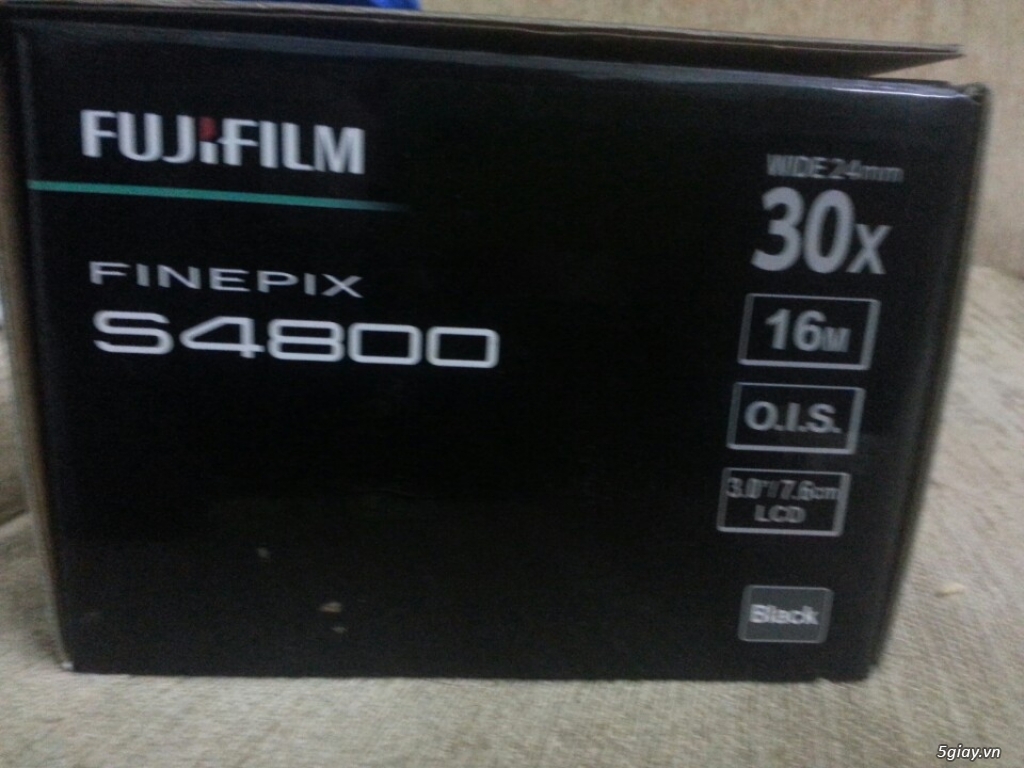 FUJIFILM
FINEPIX
S4800
WIDE 24mm
30X
16M
O.I.S.
3.0"/7.6cm
LCD
Black
5giay.vn